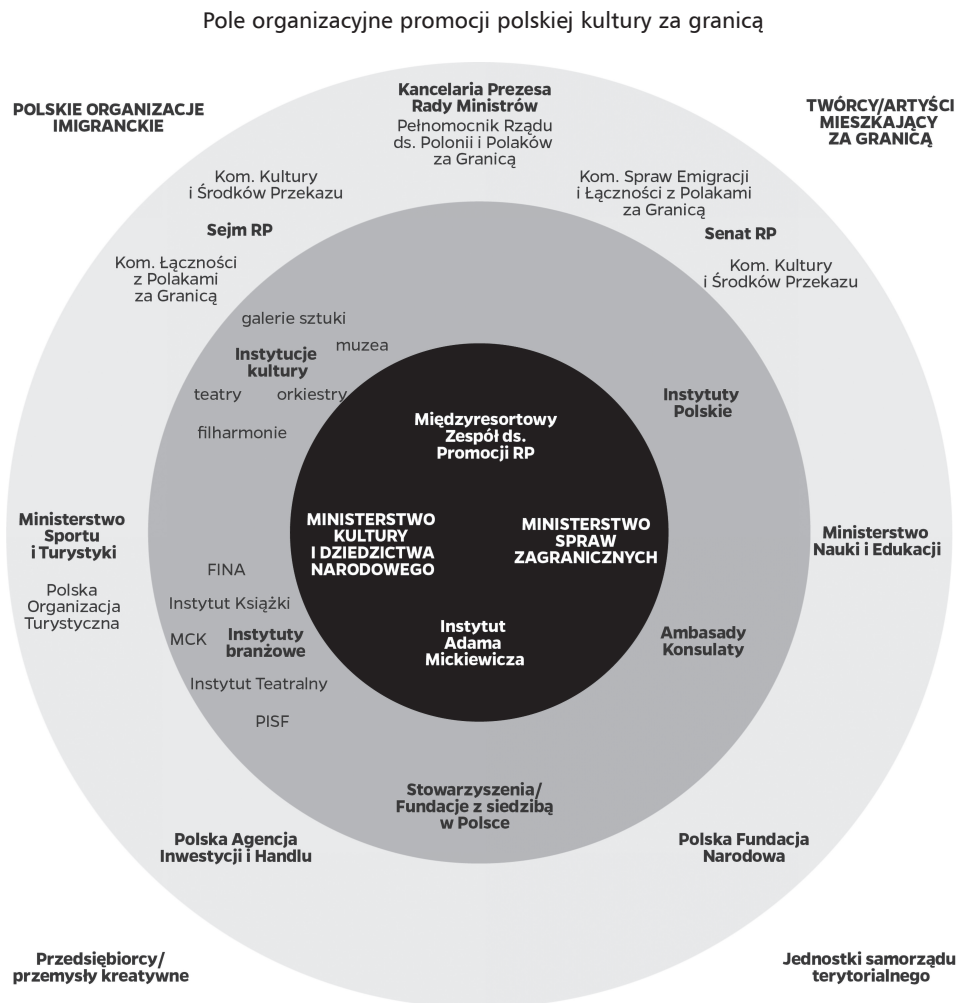 Pole organizacyjne promocji polskiej kultury za granicą
POLSKIE ORGANIZACJE
IMIGRANCKIE
Kancelaria Prezesa
Rady Ministrów
Pełnomocnik Rządu
ds. Polonii i Polaków
za Granicą
TWÓRCY/ARTYŚCI
MIESZKAJĄCY
ZA GRANICĄ
Kom. Kultury
i Środków Przekazu
Sejm RP
Kom. Łączności
z Polakami
za Granicą
Kom. Spraw Emigracji
i Łączności z Polakami
za Granicą
Senat RP
Kom. Kultury
i Środków Przekazu
galerie sztuki
muzea
Instytucje
kultury
teatry
orkiestry
filharmonie
Instytuty
Polskie
Międzyresortowy
Zespół ds.
Promocji RP
MINISTERSTWO
KULTURY
I DZIEDZICTWA
NARODOWEGO
MINISTERSTWO
SPRAW
ZAGRANICZNYCH
Instytut
Adama
Mickiewicza
Ministerstwo
Sportu
i Turystyki
Polska
Organizacja
Turystyczna
Ministerstwo
Nauki i Edukacji
FINA
Instytut Książki
MCK
Instytuty
branżowe
Instytut Teatralny
PISF
Ambasady
Konsulaty
Stowarzyszenia/
Fundacje z siedzibą
w Polsce
Polska Agencja
Inwestycji i Handlu
Polska Fundacja
Narodowa
Przedsiębiorcy/
przemysły kreatywne
Jednostki samorządu
terytorialnego